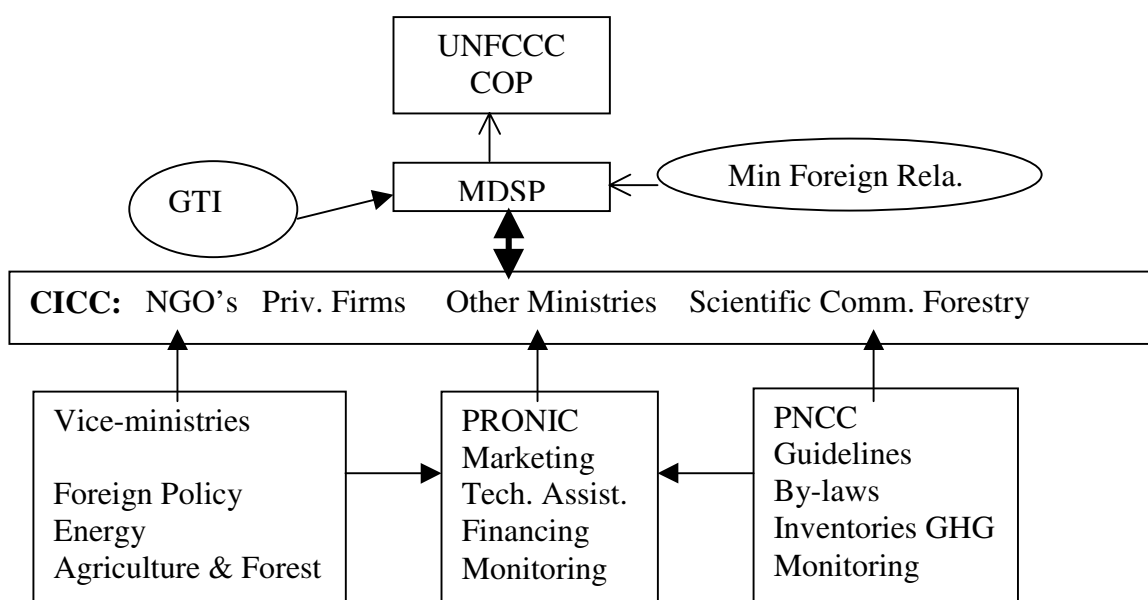 UNFCCC
COP
GTI
MDSP
Min Foreign Rela.
CICC: NGO's Priv. Firms Other Ministries Scientific Comm. Forestry
Vice-ministries
Foreign Policy
Energy
Agriculture & Forest
PRONIC
Marketing
Tech. Assist.
Financing
Monitoring
PNCC
Guidelines
By-laws
Inventories GHG
Monitoring